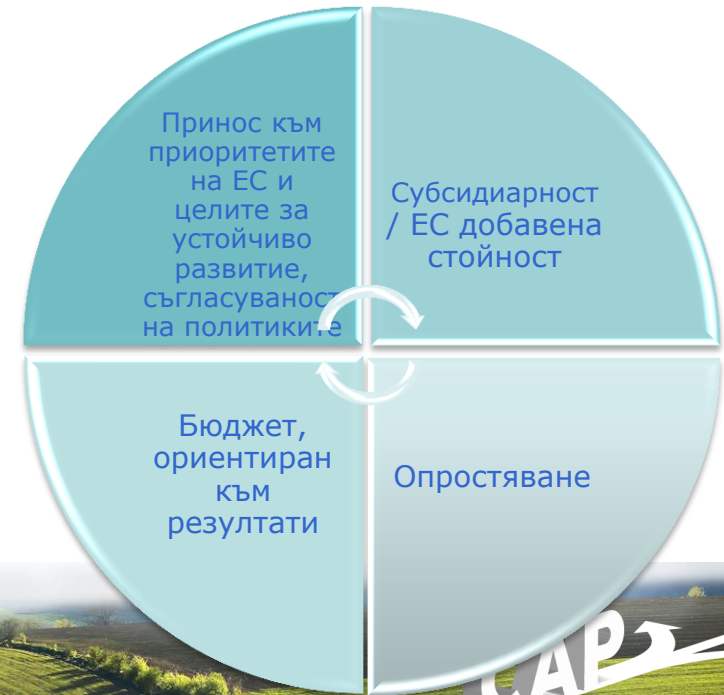 Принос към
приоритетите
на ЕС и
целите за
устойчиво
развитие,
съгласуваност
на политиките
Субсидиарност
/ ЕС добавена
стойност
Бюджет,
ориентиран
към
резултати
Опростяване
CAP